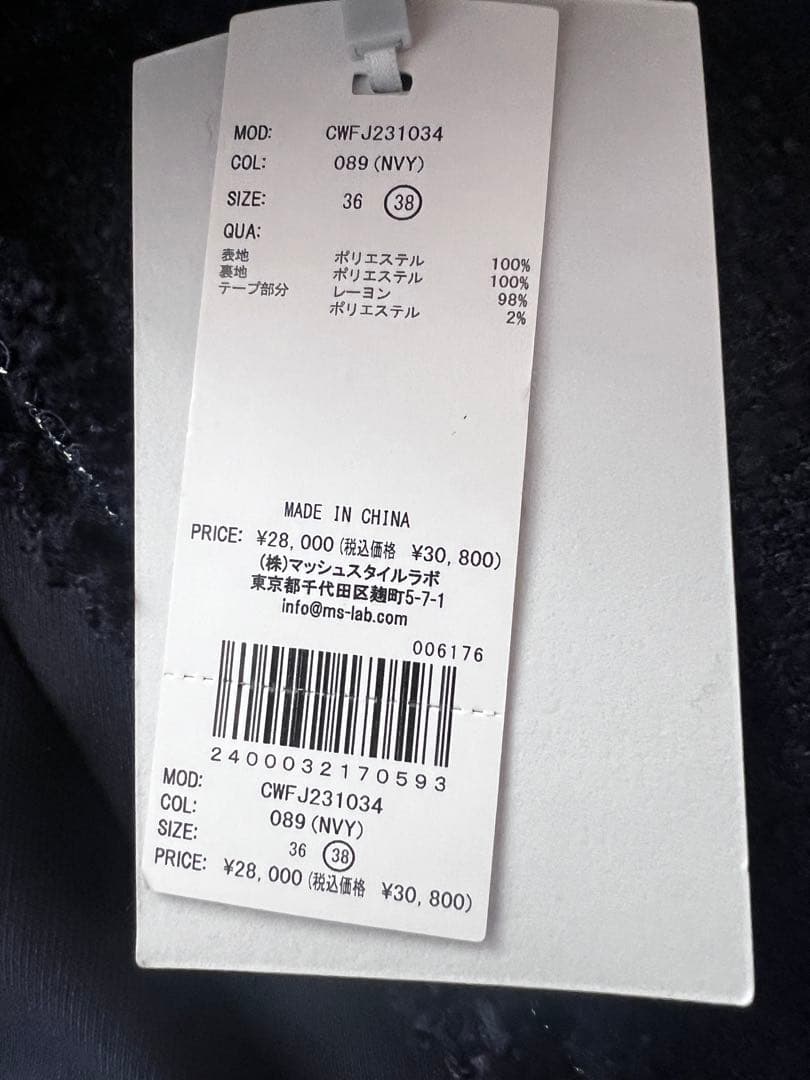 MOD: CWFJ231034
COL: 089(NVY)
SIZE: 36 38
QUA:
表地 ポリエステル 100%
裏地 ポリエステル 100%
テープ部分 レーヨン 98%
ポリエステル 2%
MADE IN CHINA
PRICE: ¥28,000(税込価格 ¥30,800)
(株)マッシュスタイルラボ
東京都千代田区麹町5-7-1
info@ms-lab.com
006176
2400032170593
MOD: CWFJ231034
COL: 089(NVY)
SIZE: 36 38
PRICE: ¥28,000(税込価格 ¥30,800)